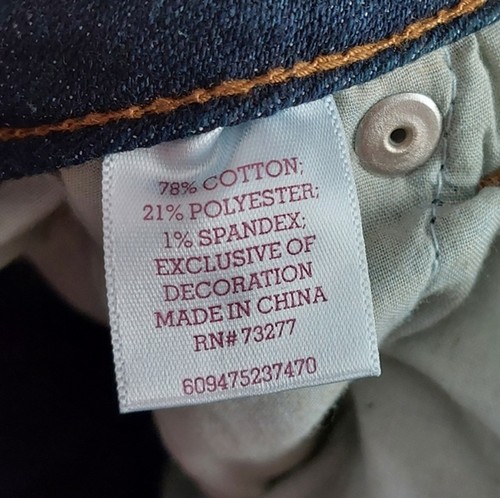 78% COTTON;
21% POLYESTER;
1% SPANDEX;
EXCLUSIVE OF
DECORATION
MADE IN CHINA
RN# 73277
609475237470